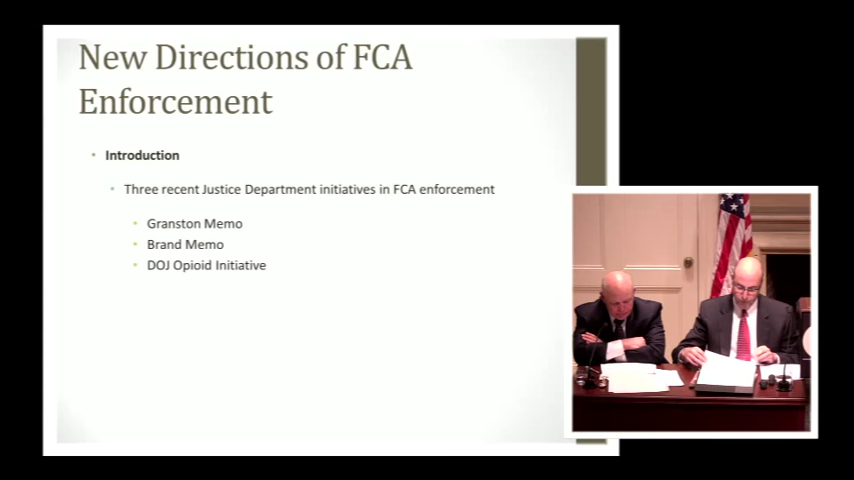 New Directions of FCA
Enforcement
• Introduction
• Three recent Justice Department initiatives in FCA enforcement
• Granston Memo
• Brand Memo
• DOJ Opioid Initiative